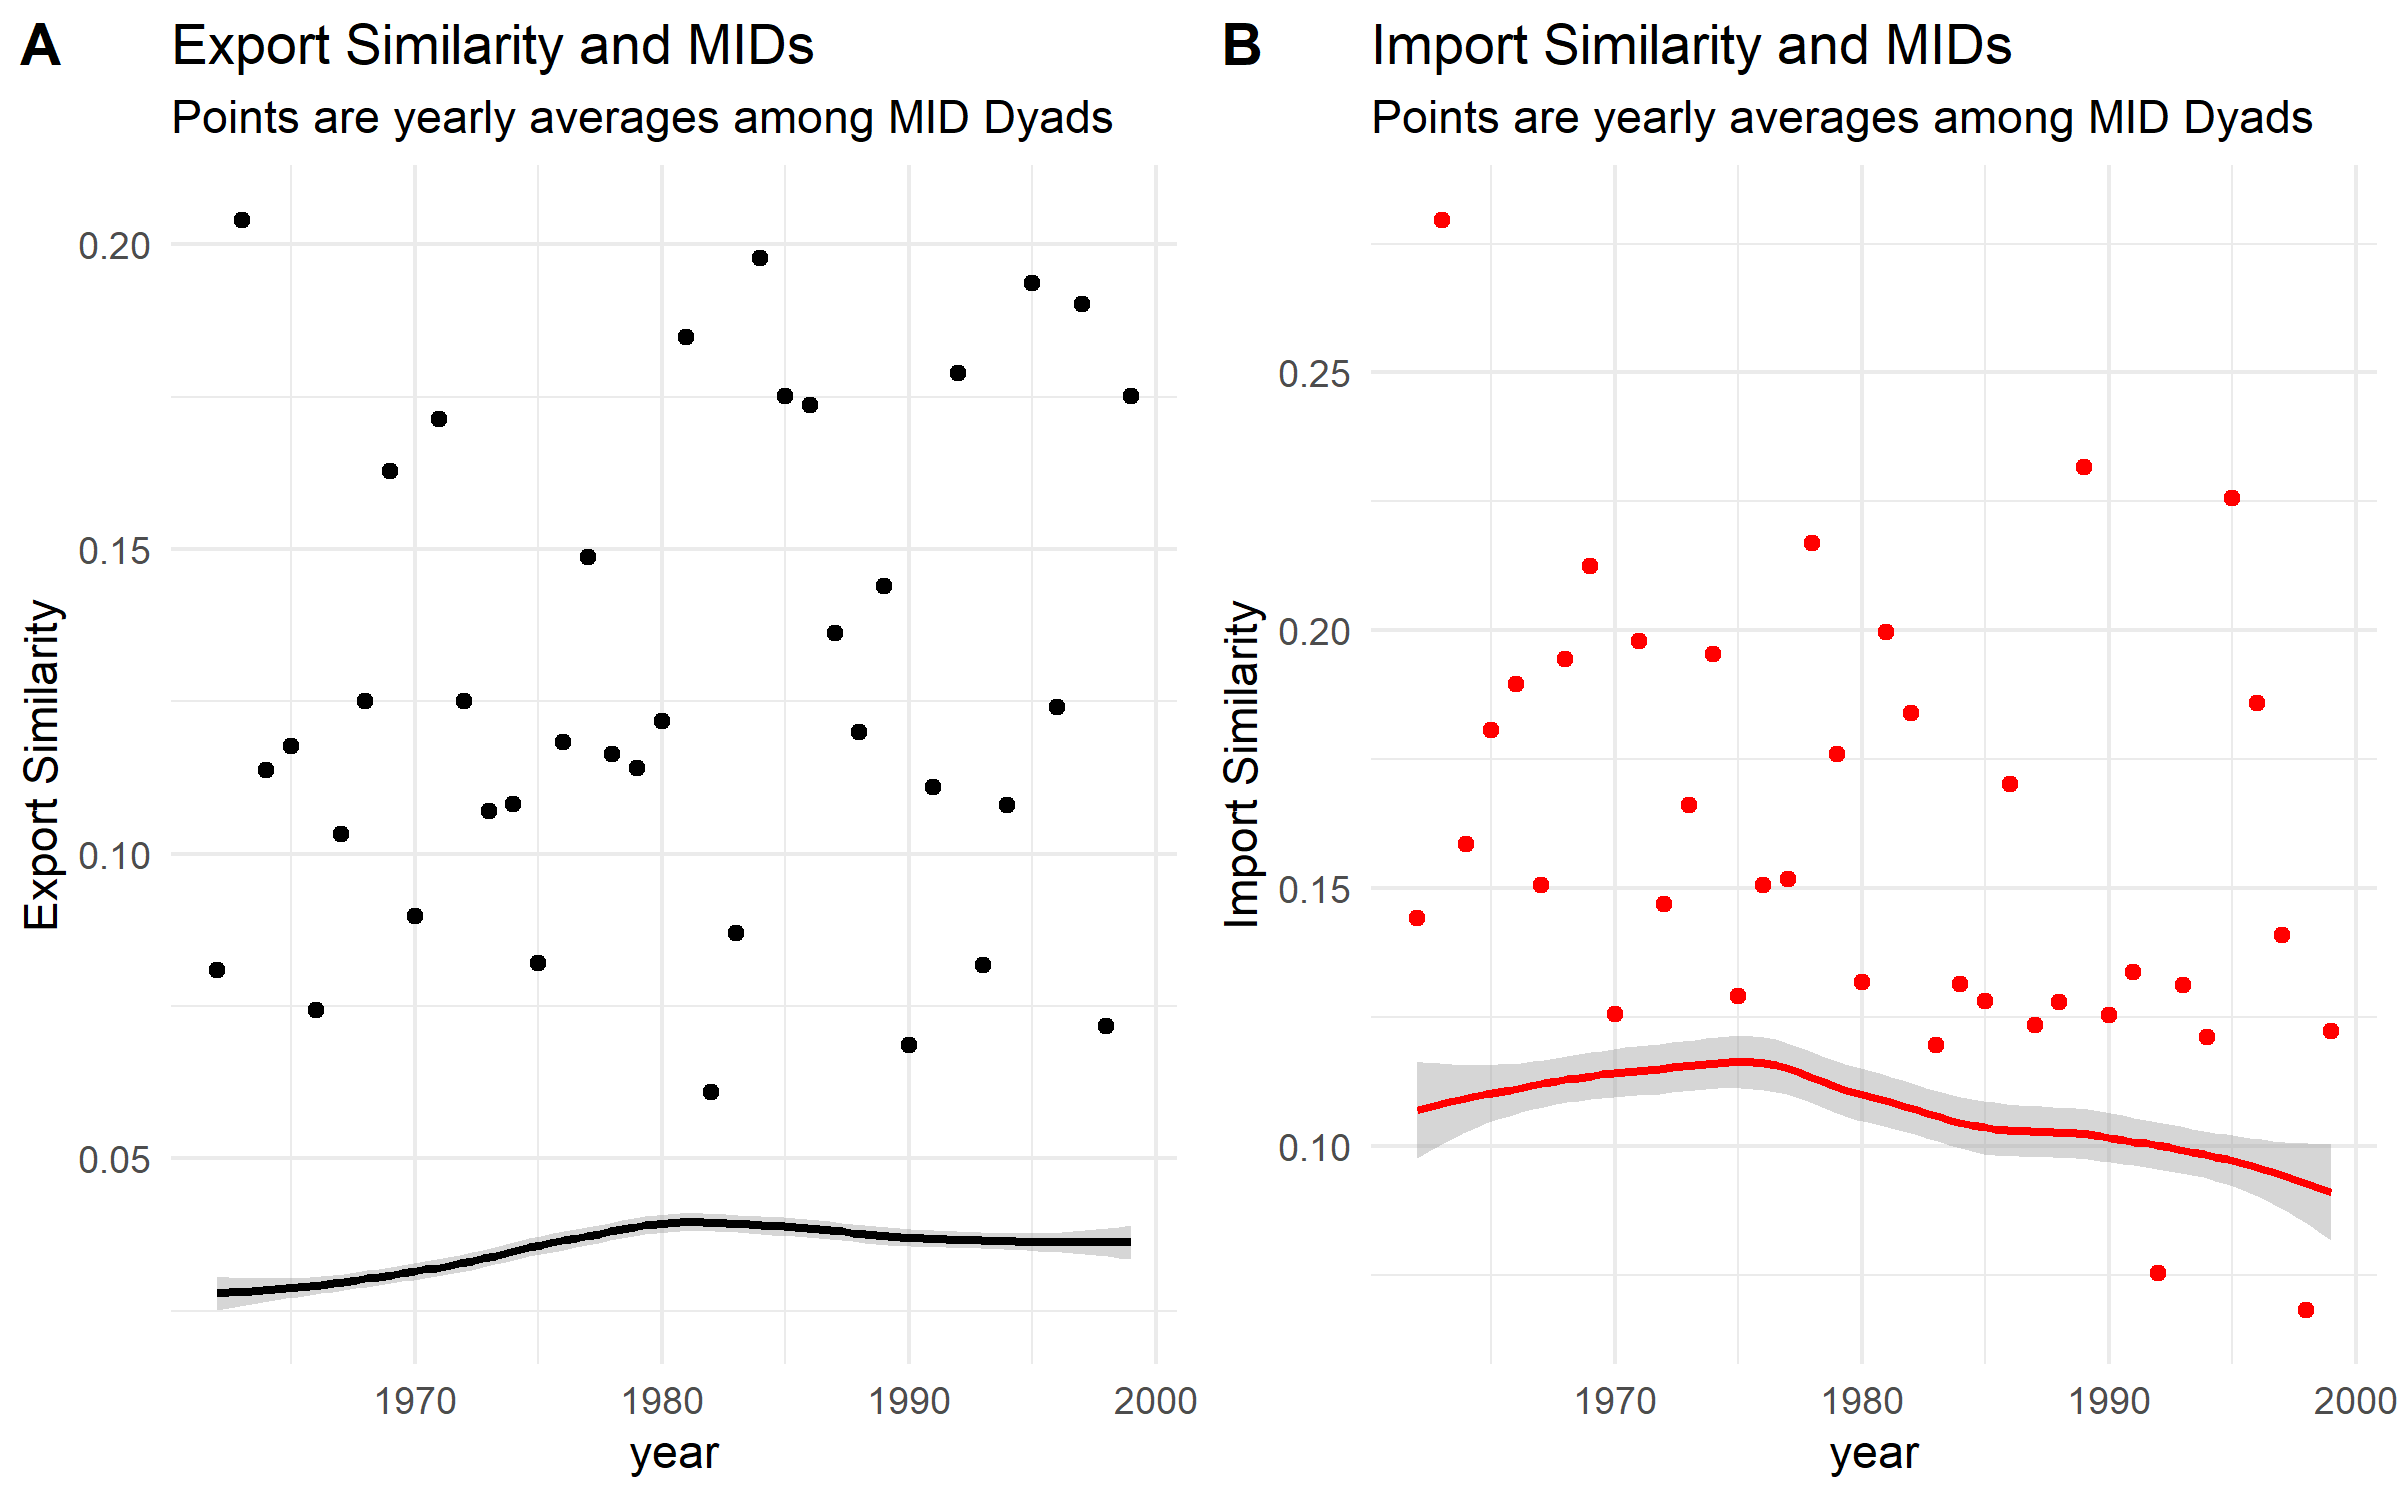 A
Export Similarity and MIDs
Points are yearly averages among MID Dyads
Export Similarity
0.20
0.15
0.10
0.05
1970 1980 1990 2000
year
B
Import Similarity and MIDs
Points are yearly averages among MID Dyads
Import Similarity
0.25
0.20
0.15
0.10
1970 1980 1990 2000
year